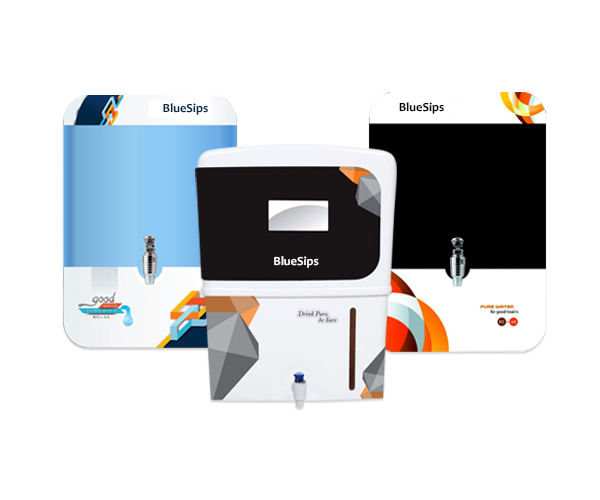 BlueSips
good
BlueSips
Drink Pure,
be Sure
BlueSips
PURE WATER
for good health